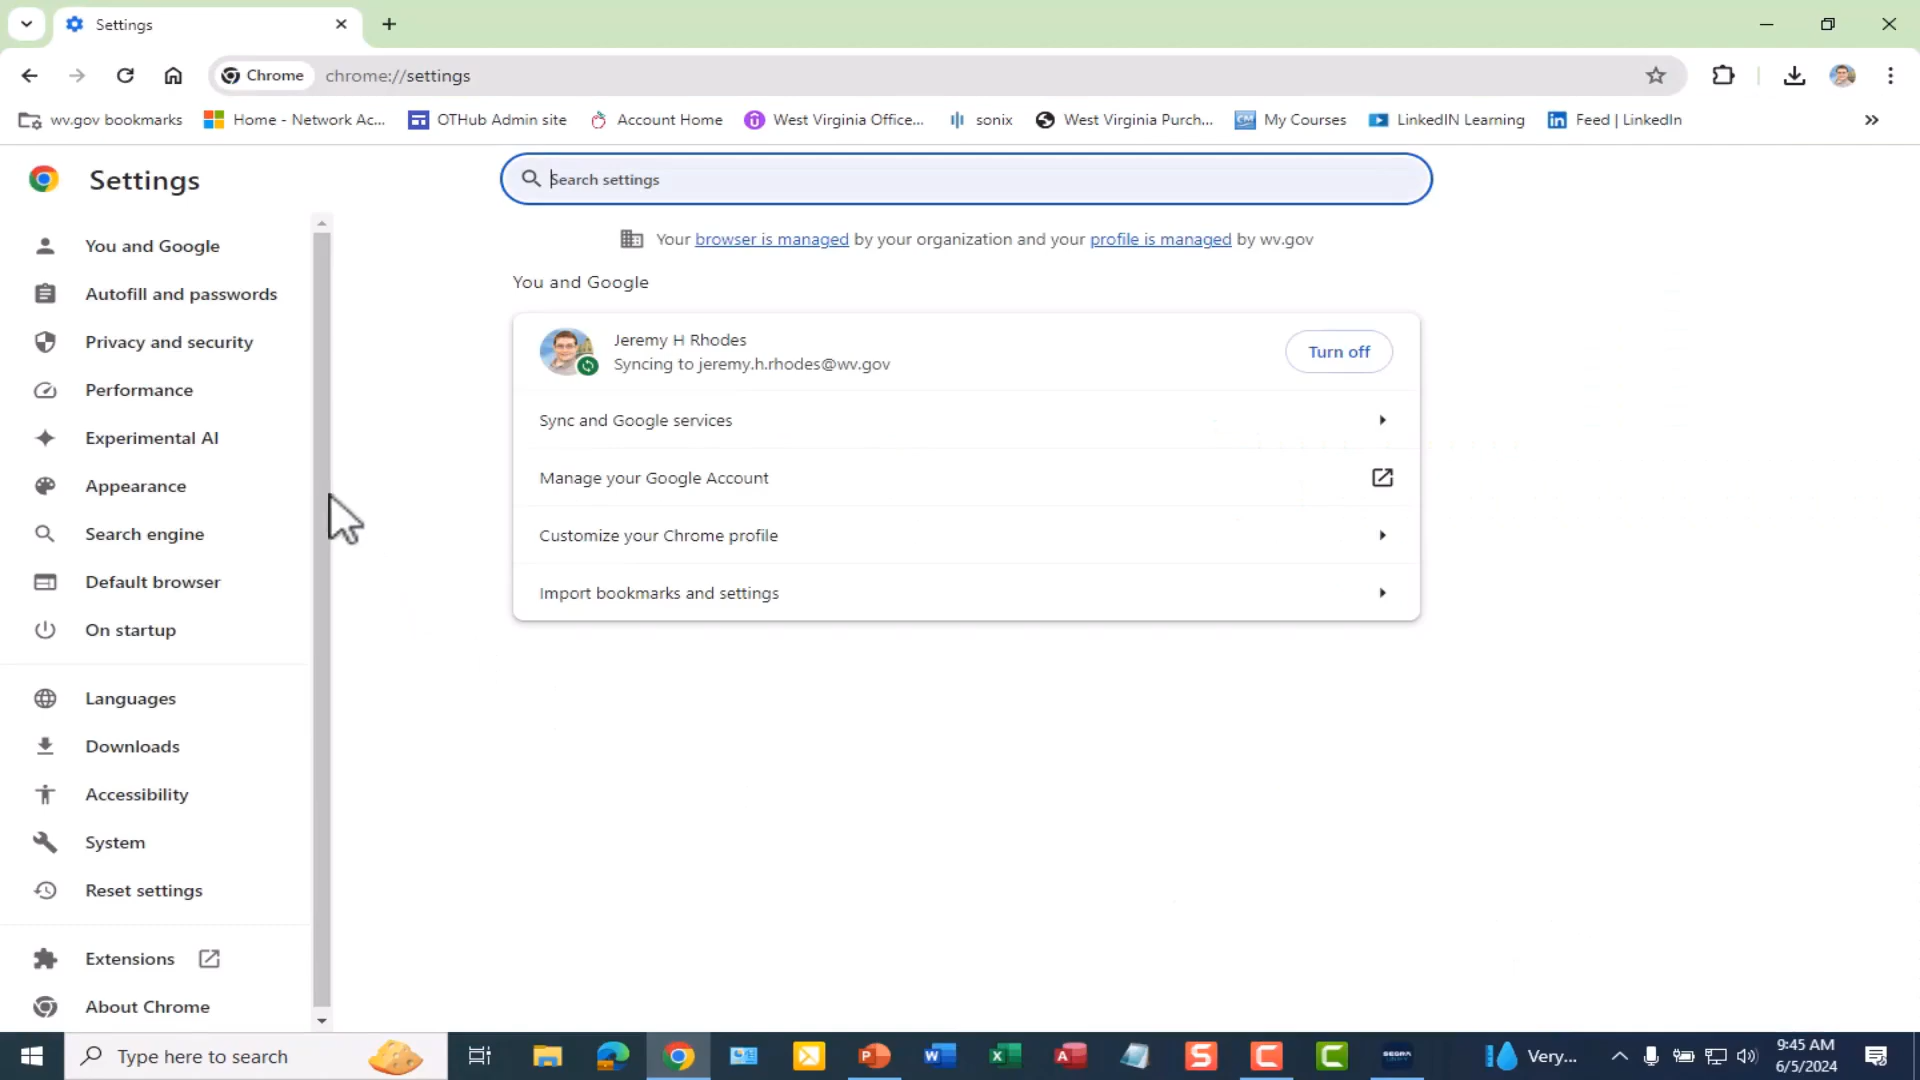 Settings
Chrome
chrome://settings
wv.gov bookmarks
Home - Network Ac...
OTHub Admin site
Account Home
West Virginia Office...
sonix
West Virginia Purch...
My Courses
LinkedIN Learning
Feed | LinkedIn
Settings
Search settings
Your browser is managed by your organization and your profile is managed by wv.gov
You and Google
Autofill and passwords
Privacy and security
Performance
Experimental AI
Appearance
Search engine
Default browser
On startup
Languages
Downloads
Accessibility
System
Reset settings
Extensions
About Chrome
You and Google
Jeremy H Rhodes
Syncing to jeremy.h.rhodes@wv.gov
Turn off
Sync and Google services
Manage your Google Account
Customize your Chrome profile
Import bookmarks and settings
Type here to search
Very...
9:45 AM
6/5/2024